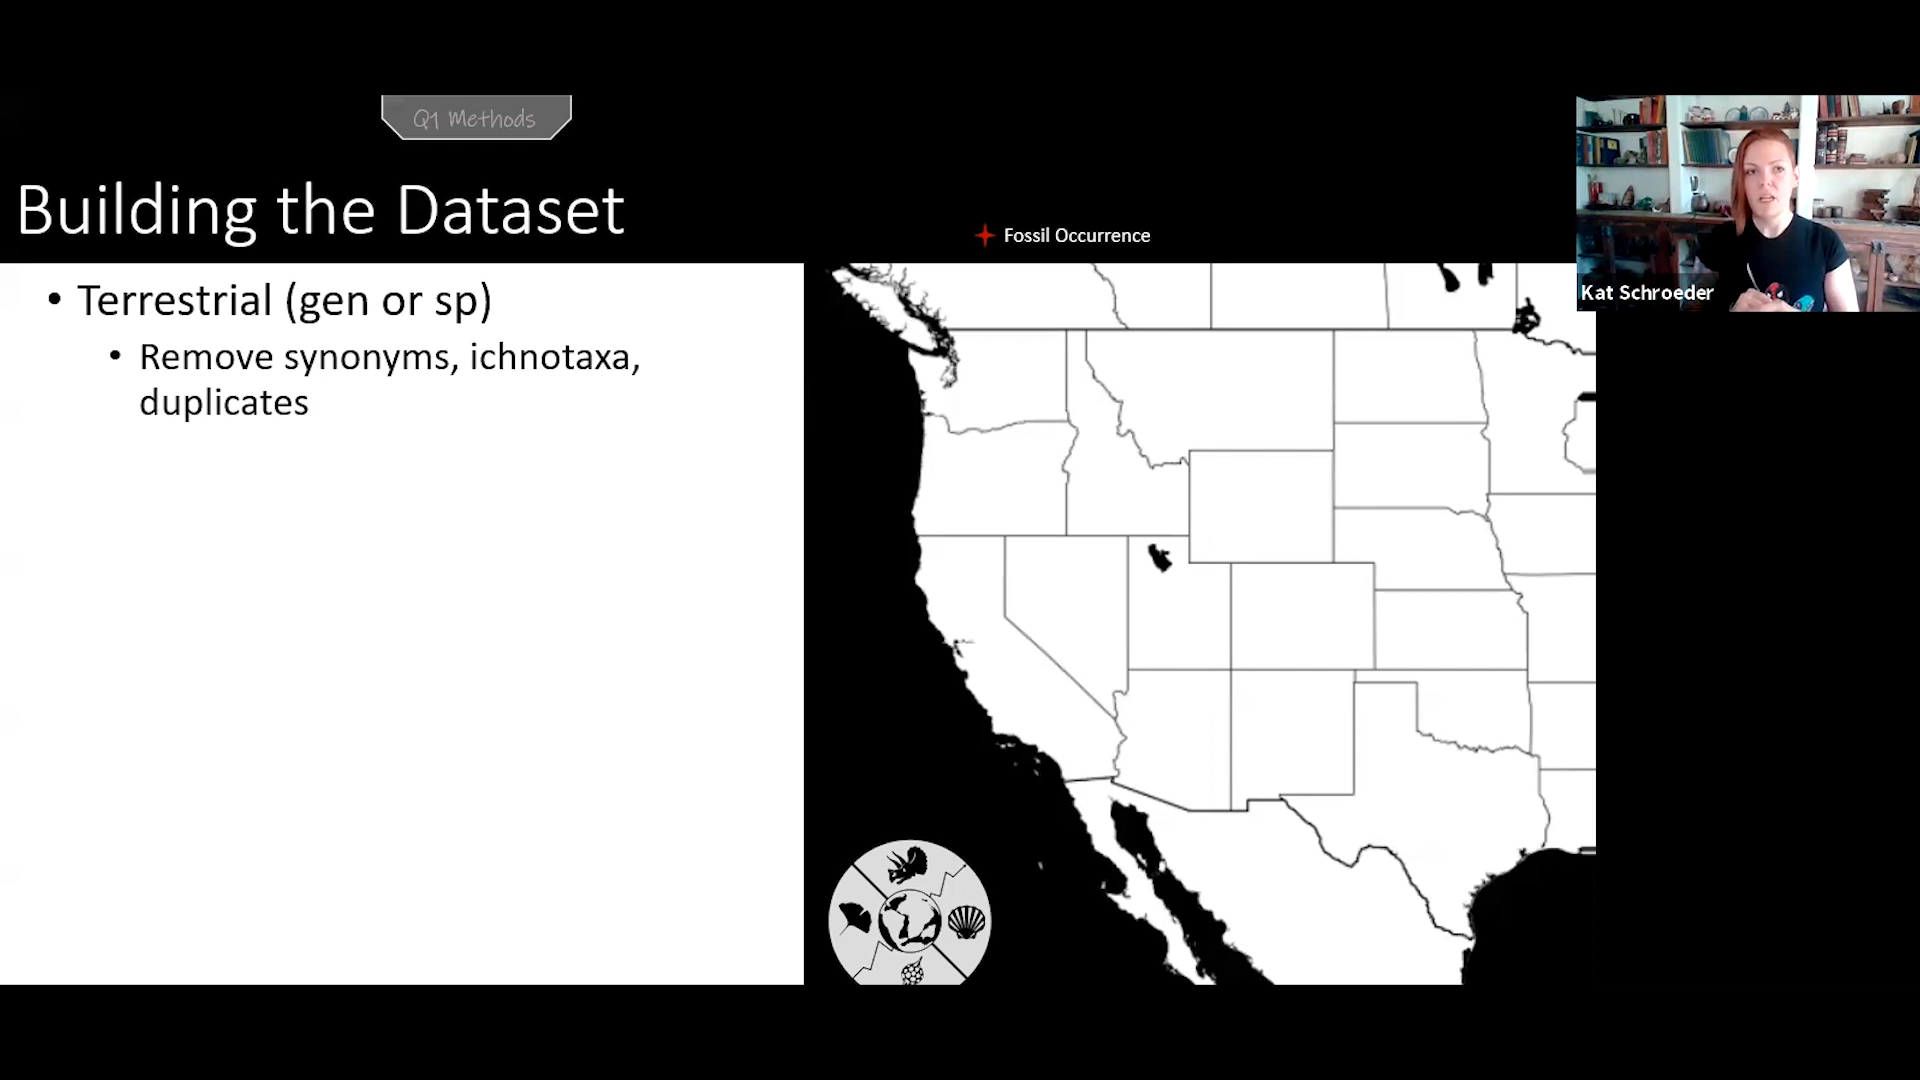 Q1 Methods
Building the Dataset
Fossil Occurrence
Kat Schroeder
• Terrestrial (gen or sp)
• Remove synonyms, ichnotaxa,
duplicates